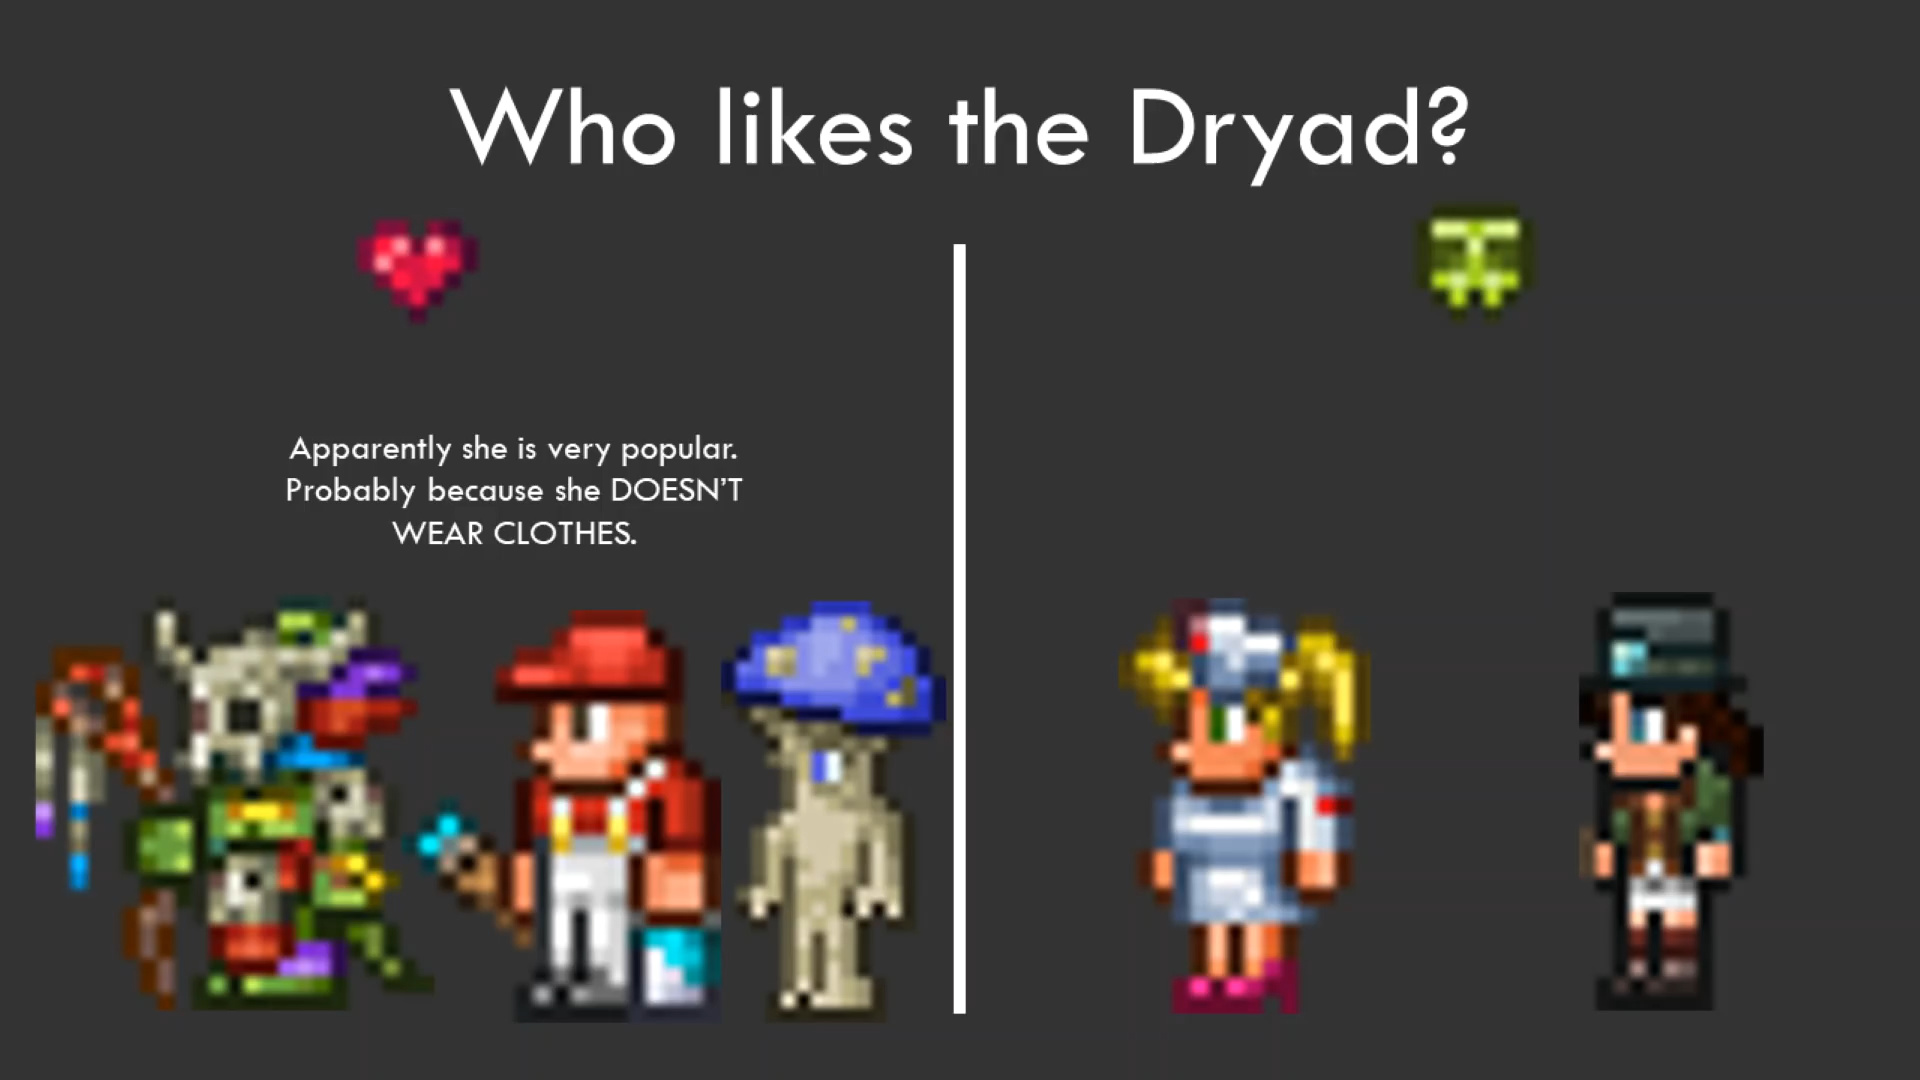 Who likes the Dryad?
Apparently she is very popular.
Probably because she DOESN'T
WEAR CLOTHES.